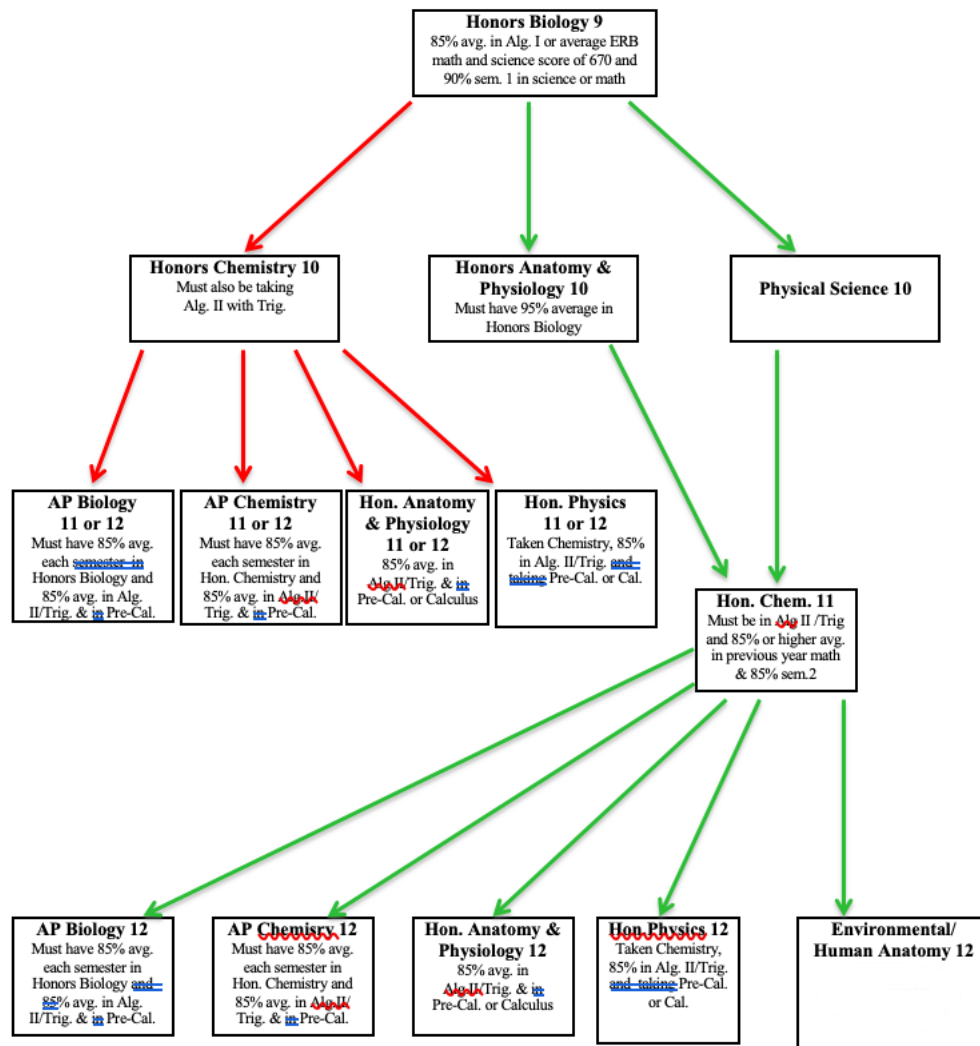 Honors Biology 9
85% avg. in Alg. I or average ERB
math and science score of 670 and
90% sem. 1 in science or math
Honors Chemistry 10
Must also be taking
Alg. II with Trig.
Honors Anatomy &
Physiology 10
Must have 95% average in
Honors Biology
Physical Science 10
AP Biology
11 or 12
Must have 85% avg.
each semester in
Honors Biology and
85% avg. in Alg.
II/Trig. & in Pre-Cal.
AP Chemistry
11 or 12
Must have 85% avg.
each semester in
Hon. Chemistry and
85% avg. in Alg.II/
Trig. & in Pre-Cal.
Hon. Anatomy
& Physiology
11 or 12
85% avg. in
Alg.II/Trig. & in
Pre-Cal. or Calculus
Hon. Physics
11 or 12
Taken Chemistry, 85%
in Alg. II/Trig. and
taking Pre-Cal. or Cal.
Hon. Chem. 11
Must be in Alg II /Trig
and 85% or higher avg.
in previous year math
& 85% sem.2
AP Biology 12
Must have 85% avg.
each semester in
Honors Biology and
85% avg. in Alg.
II/Trig. & in Pre-Cal.
AP Chemisry 12
Must have 85% avg.
each semester in
Hon. Chemistry and
85% avg. in Alg.II/
Trig. & in Pre-Cal.
Hon. Anatomy &
Physiology 12
85% avg. in
Alg.II/Trig. & in
Pre-Cal. or Calculus
Hon.Physics 12
Taken Chemistry,
85% in Alg. II/Trig.
and taking Pre-Cal.
or Cal.
Environmental/
Human Anatomy 12